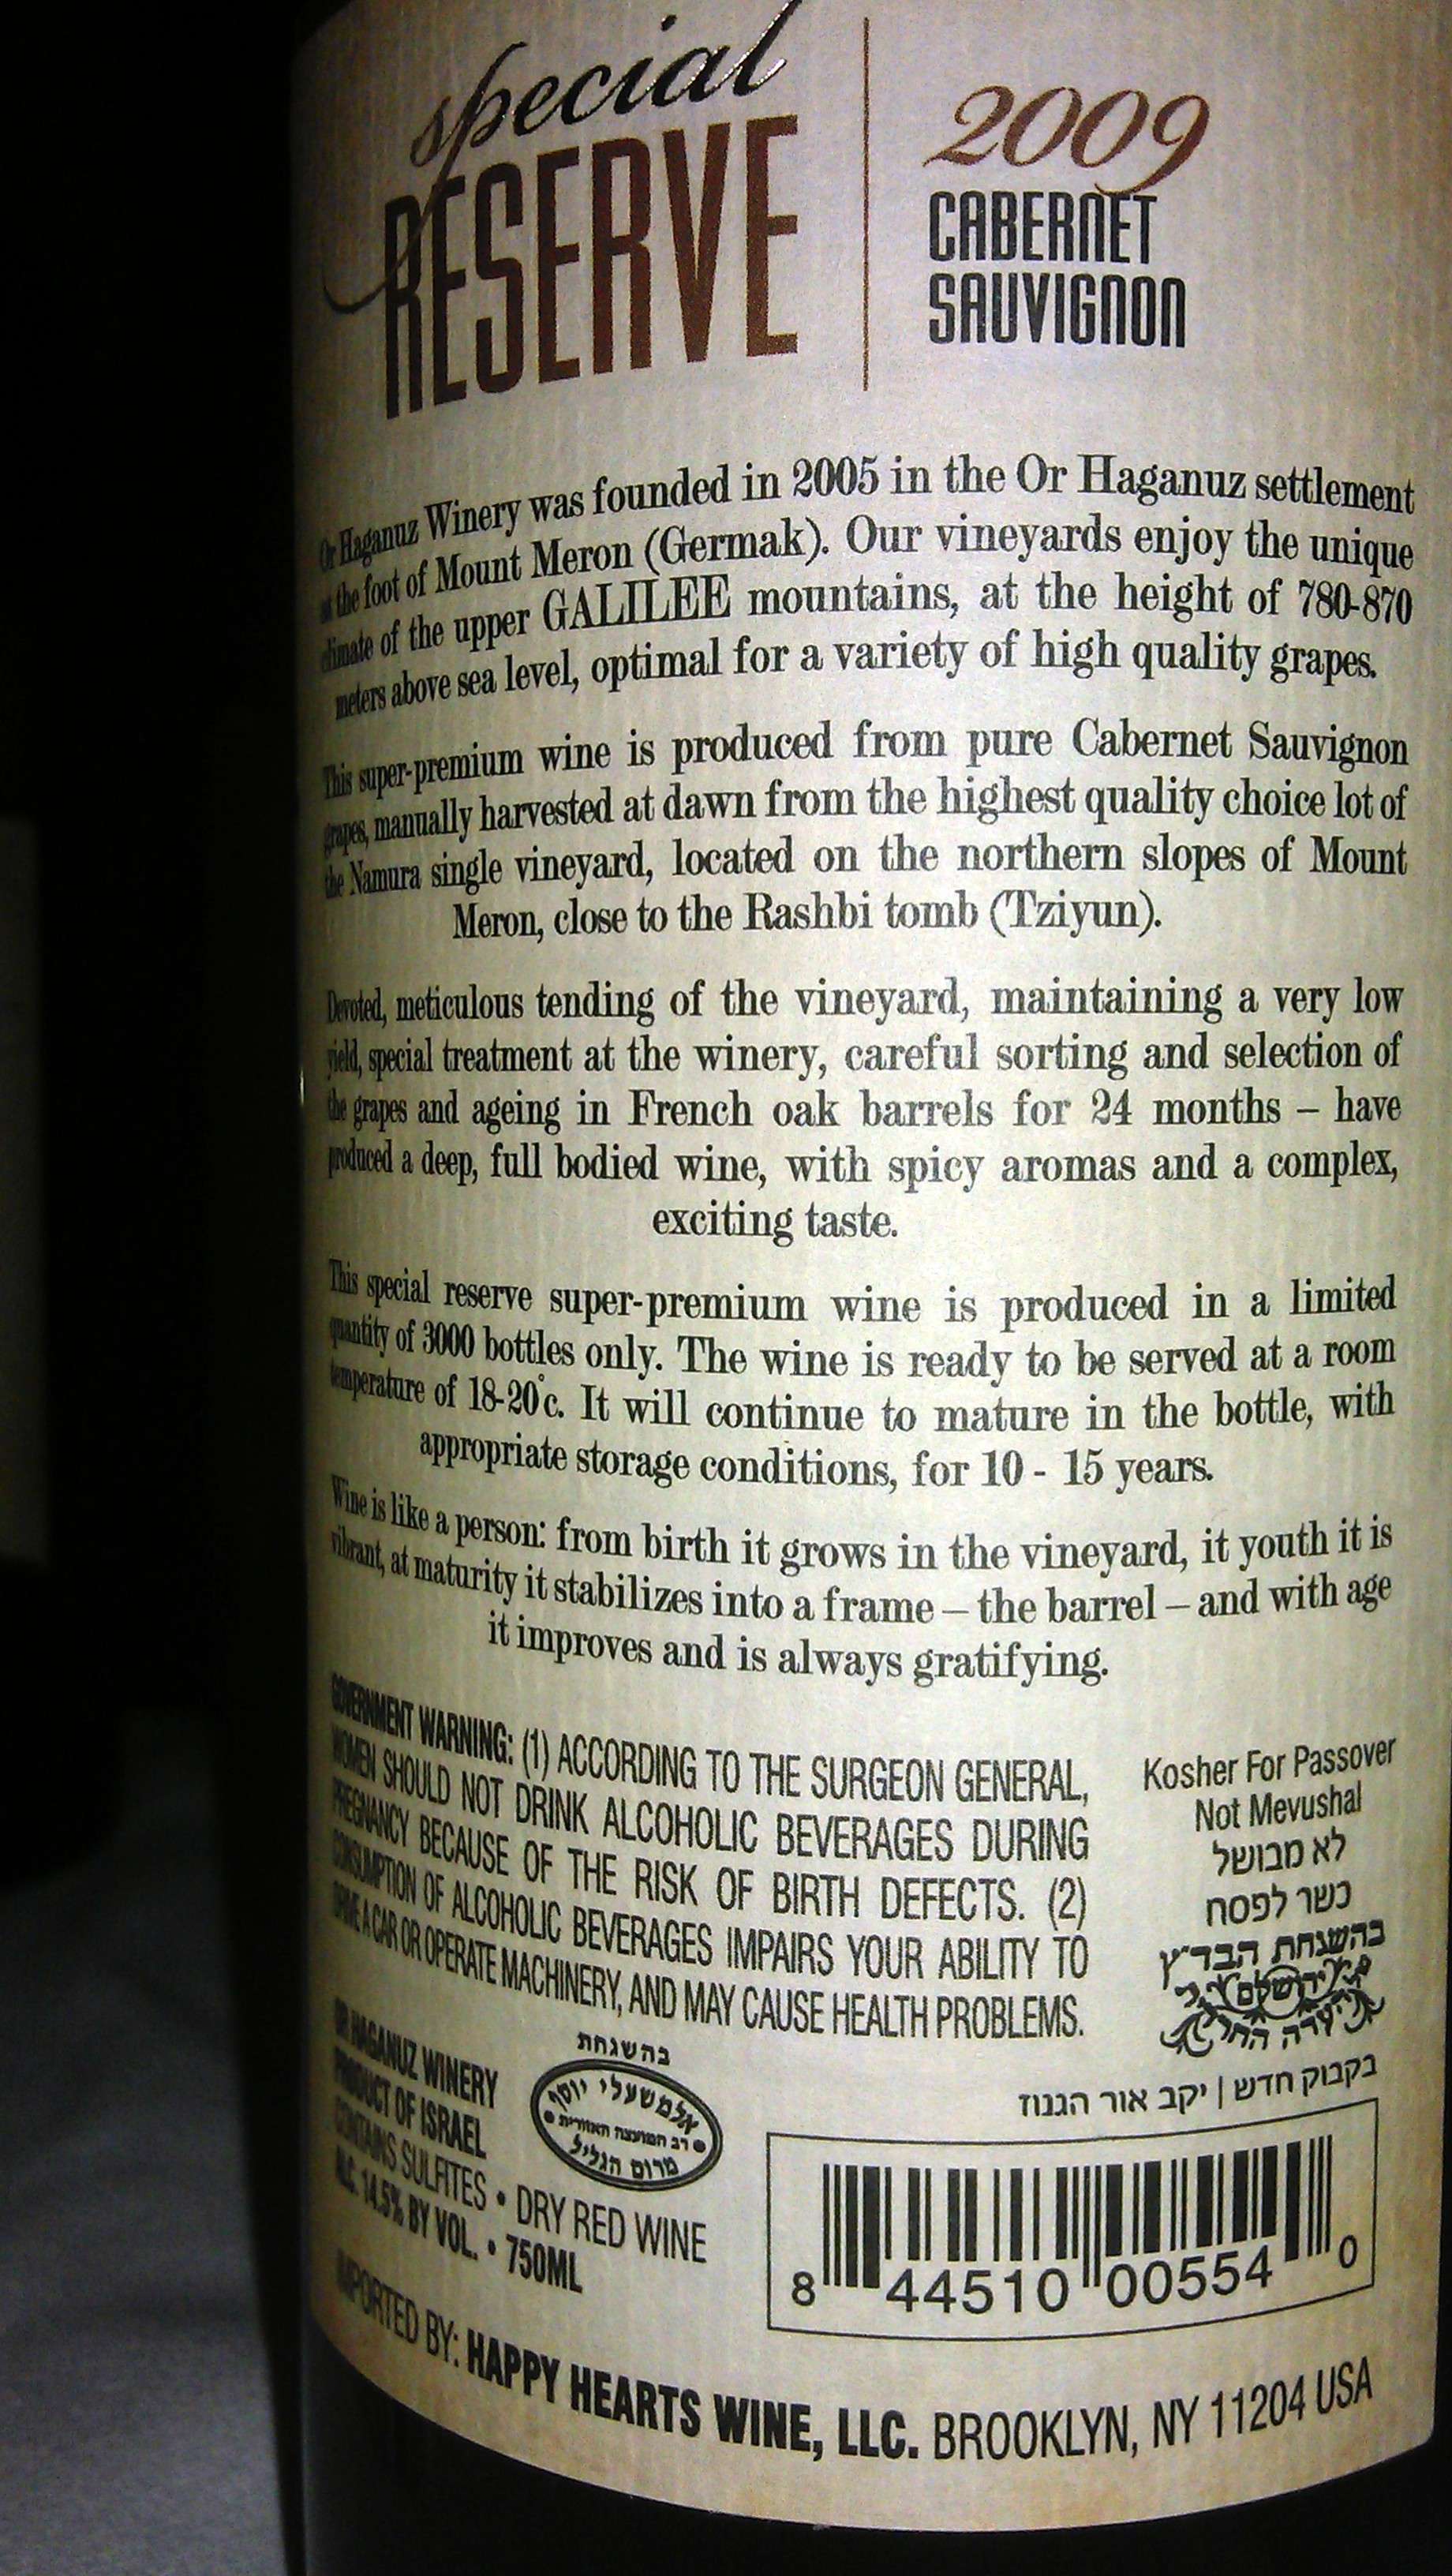 special
RESERVE
2009
CABERNET
SAUVIGNON
Or Haganuz Winery was founded in 2005 in the Or Haganuz settlement
at the foot of Mount Meron (Germak). Our vineyards enjoy the unique
climate of the upper GALILEE mountains, at the height of 780-870
meters above sea level, optimal for a variety of high quality grapes.
This super-premium wine is produced from pure Cabernet Sauvignon
grapes, manually harvested at dawn from the highest quality choice lot of
the Namura single vineyard, located on the northern slopes of Mount
Meron, close to the Rashbi tomb (Tziyun).
Devoted, meticulous tending of the vineyard, maintaining a very low
yield, special treatment at the winery, careful sorting and selection of
the grapes and ageing in French oak barrels for 24 months – have
produced a deep, full bodied wine, with spicy aromas and a complex,
exciting taste.
This special reserve super-premium wine is produced in a limited
quantity of 3000 bottles only. The wine is ready to be served at a room
temperature of 18-20°c. It will continue to mature in the bottle, with
appropriate storage conditions, for 10 - 15 years.
Wine is like a person: from birth it grows in the vineyard, it youth it is
vibrant, at maturity it stabilizes into a frame – the barrel – and with age
it improves and is always gratifying.
GOVERNMENT WARNING: (1) ACCORDING TO THE SURGEON GENERAL,
WOMEN SHOULD NOT DRINK ALCOHOLIC BEVERAGES DURING
PREGNANCY BECAUSE OF THE RISK OF BIRTH DEFECTS. (2)
CONSUMPTION OF ALCOHOLIC BEVERAGES IMPAIRS YOUR ABILITY TO
DRIVE A CAR OR OPERATE MACHINERY, AND MAY CAUSE HEALTH PROBLEMS.
Kosher For Passover
Not Mevushal
לא מבושל
כשר לפסח
בהשגחת הבד"ץ
ירושלים
בקבוק חדש | יקב אור הגנוז
OR HAGANUZ WINERY
PRODUCT OF ISRAEL
CONTAINS SULFITES • DRY RED WINE
ALC. 14.5% BY VOL. • 750ML
בהשגחת
אלמשעלי יוסף
רב המועצה האזורית
מרום הגליל
8 44510 00554 0
IMPORTED BY: HAPPY HEARTS WINE, LLC. BROOKLYN, NY 11204 USA